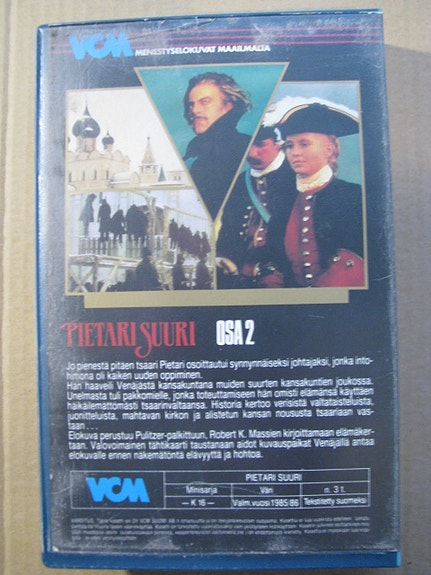 VCM MENESTYSELOKUVAT MAAILMALTA
PIETARI SUURI OSA 2
Jo pienestä pitäen tsaari Pietari osoittautui synnynnäiseksi johtajaksi, jonka into-
himona oli kaiken uuden oppiminen.
Hän haaveili Venäjästä kansakuntana muiden suurten kansakuntien joukossa.
Unelmasta tuli pakkomielle, jonka toteuttamiseen hän omisti elämänsä käyttäen
häikäilemättömästi tsaarinvaltaansa. Historia kertoo verisistä valtataisteluista,
juonitteluista, mahtavan kirkon ja alistetun kansan noususta tsaariaan vas-
taan...
Elokuva perustuu Pulitzer-palkittuun, Robert K. Massien kirjoittamaan elämäker-
taan. Valovoimainen tähtikaarti taustanaan aidot kuvauspaikat Venäjällä antaa
elokuvalle ennen näkemätöntä elävyyttä ja hohtoa.
VCM
PIETARI SUURI
Minisarja Väri n. 3 t.
— K 16 — Valm.vuosi 1985/86 Tekstitetty suomeksi
VAROITUS.